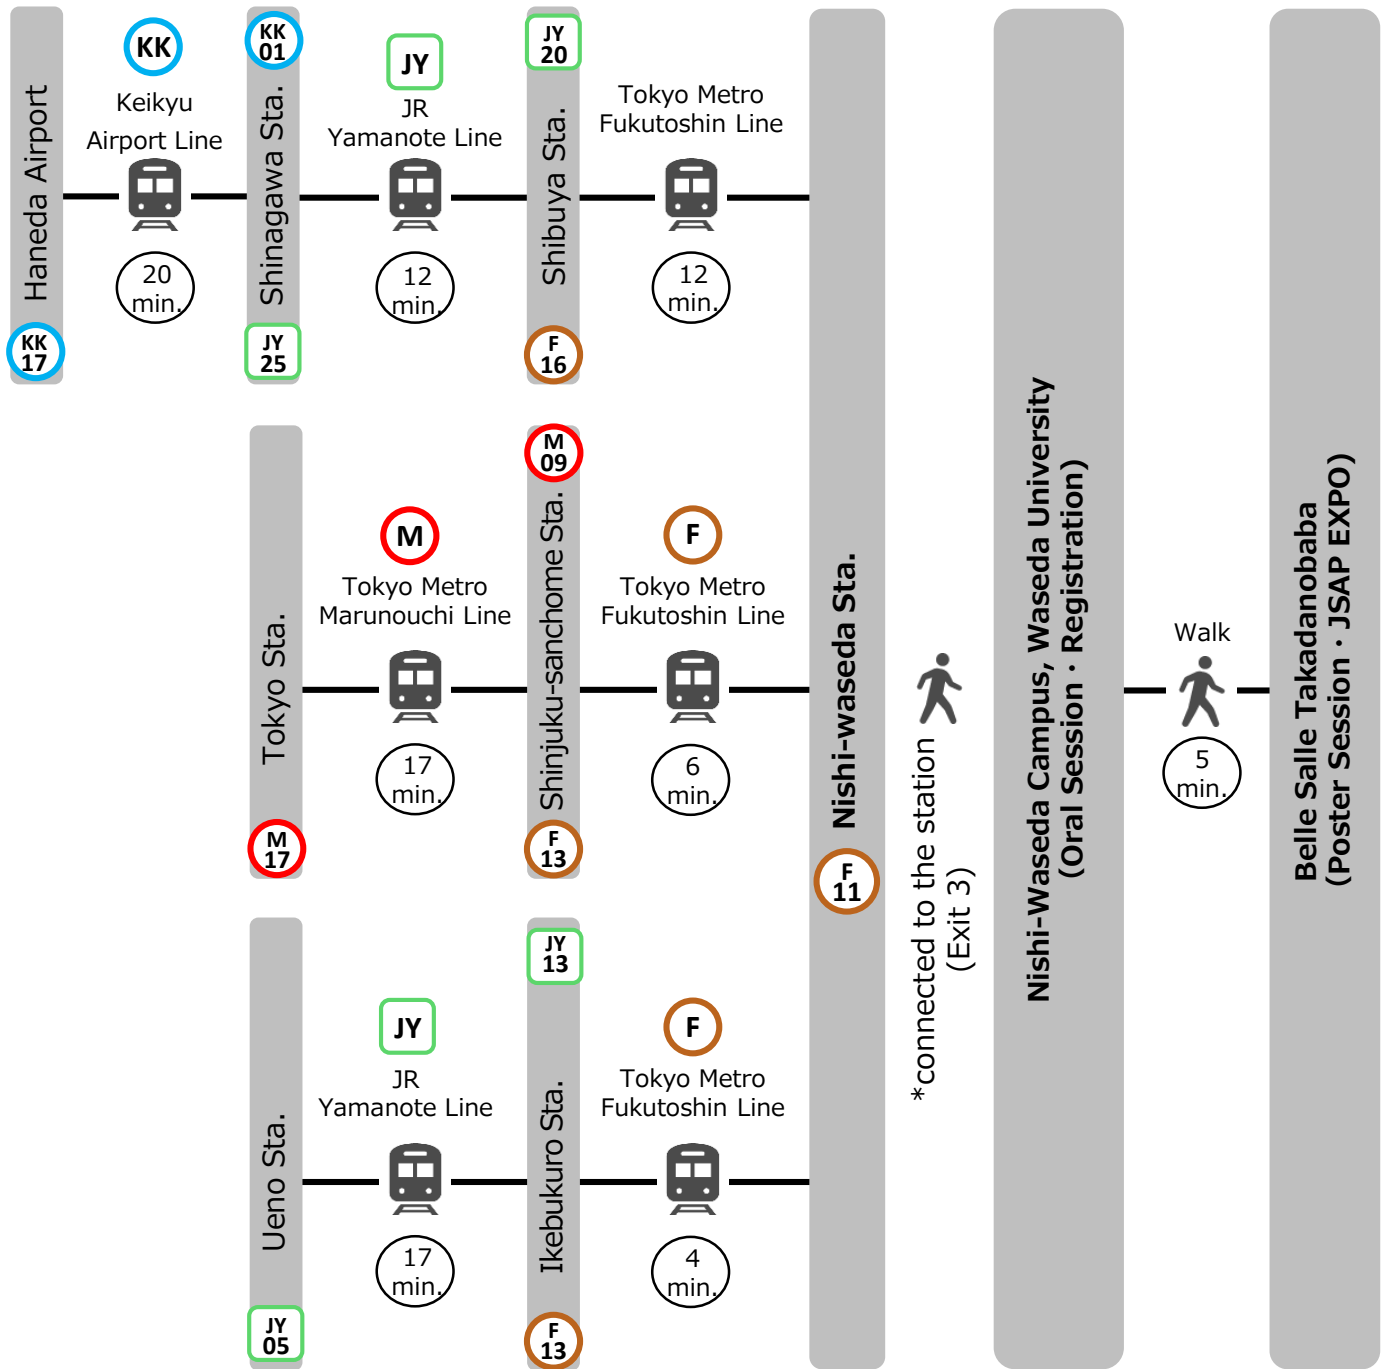 Haneda Airport
KK
17
KK
Keikyu
Airport Line
20
min.
KK
01
Shinagawa Sta.
JY
25
JY
JR
Yamanote Line
12
min.
JY
20
Shibuya Sta.
F
16
Tokyo Metro
Fukutoshin Line
12
min.
Tokyo Sta.
M
17
M
Tokyo Metro
Marunouchi Line
17
min.
M
09
Shinjuku-sanchome Sta.
F
13
F
Tokyo Metro
Fukutoshin Line
6
min.
Ueno Sta.
JY
05
JY
JR
Yamanote Line
17
min.
JY
13
Ikebukuro Sta.
F
13
F
Tokyo Metro
Fukutoshin Line
4
min.
Nishi-waseda Sta.
F
11
*connected to the station
(Exit 3)
Nishi-Waseda Campus, Waseda University
(Oral Session・Registration)
Walk
5
min.
Belle Salle Takadanobaba
(Poster Session・JSAP EXPO)